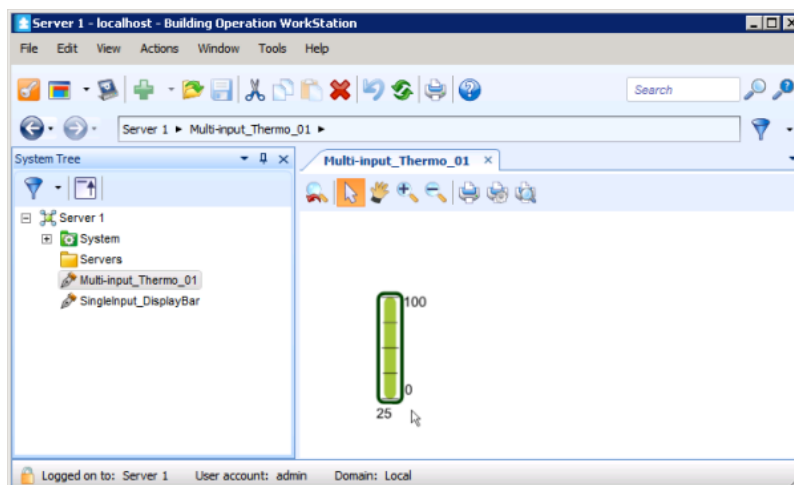 Server 1 - localhost - Building Operation WorkStation
File Edit View Actions Window Tools Help
Search
Server 1 ▸ Multi-input_Thermo_01 ▸
System Tree
Multi-input_Thermo_01
Server 1
System
Servers
Multi-input_Thermo_01
SingleInput_DisplayBar
100
0
25
Logged on to: Server 1 User account: admin Domain: Local